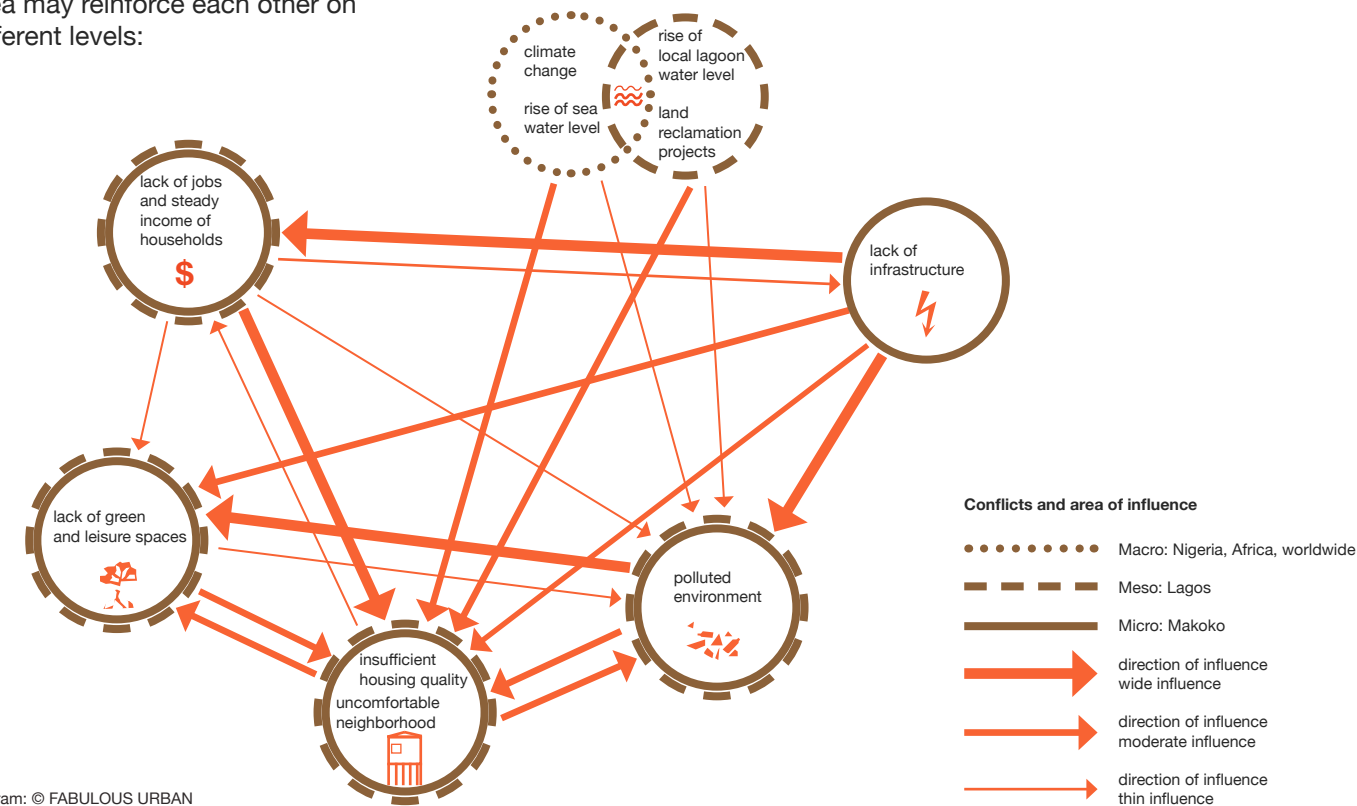 may reinforce each other on
levels:
climate
change
rise of sea
water level
rise of
local lagoon
water level
land
reclamation
projects
lack of jobs
and steady
income of
households
$
lack of
infrastructure
lack of green
and leisure spaces
polluted
environment
insufficient
housing quality
uncomfortable
neighborhood
Conflicts and area of influence
Macro: Nigeria, Africa, worldwide
Meso: Lagos
Micro: Makoko
direction of influence
wide influence
direction of influence
moderate influence
direction of influence
thin influence
© FABULOUS URBAN